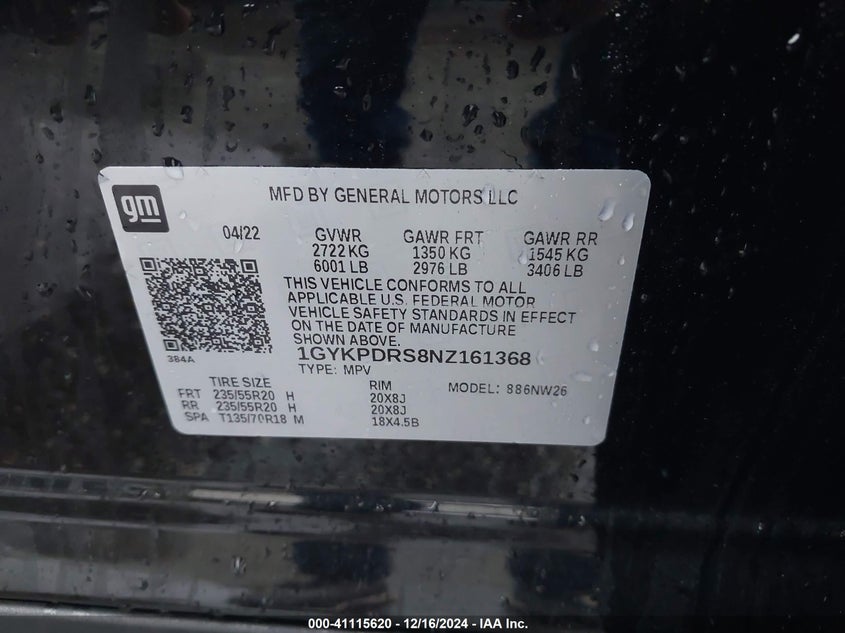 gm
MFD BY GENERAL MOTORS LLC
04/22 GVWR GAWR FRT GAWR RR
2722 KG 1350 KG 1545 KG
6001 LB 2976 LB 3406 LB
THIS VEHICLE CONFORMS TO ALL
APPLICABLE U.S. FEDERAL MOTOR
VEHICLE SAFETY STANDARDS IN EFFECT
ON THE DATE OF MANUFACTURE
SHOWN ABOVE.
384A
1GYKPDRS8NZ161368
TYPE: MPV
TIRE SIZE RIM MODEL: 886NW26
FRT 235/55R20 H 20X8J
RR 235/55R20 H 20X8J
SPA T135/70R18 M 18X4.5B
000-41115620 - 12/16/2024 - IAA Inc.